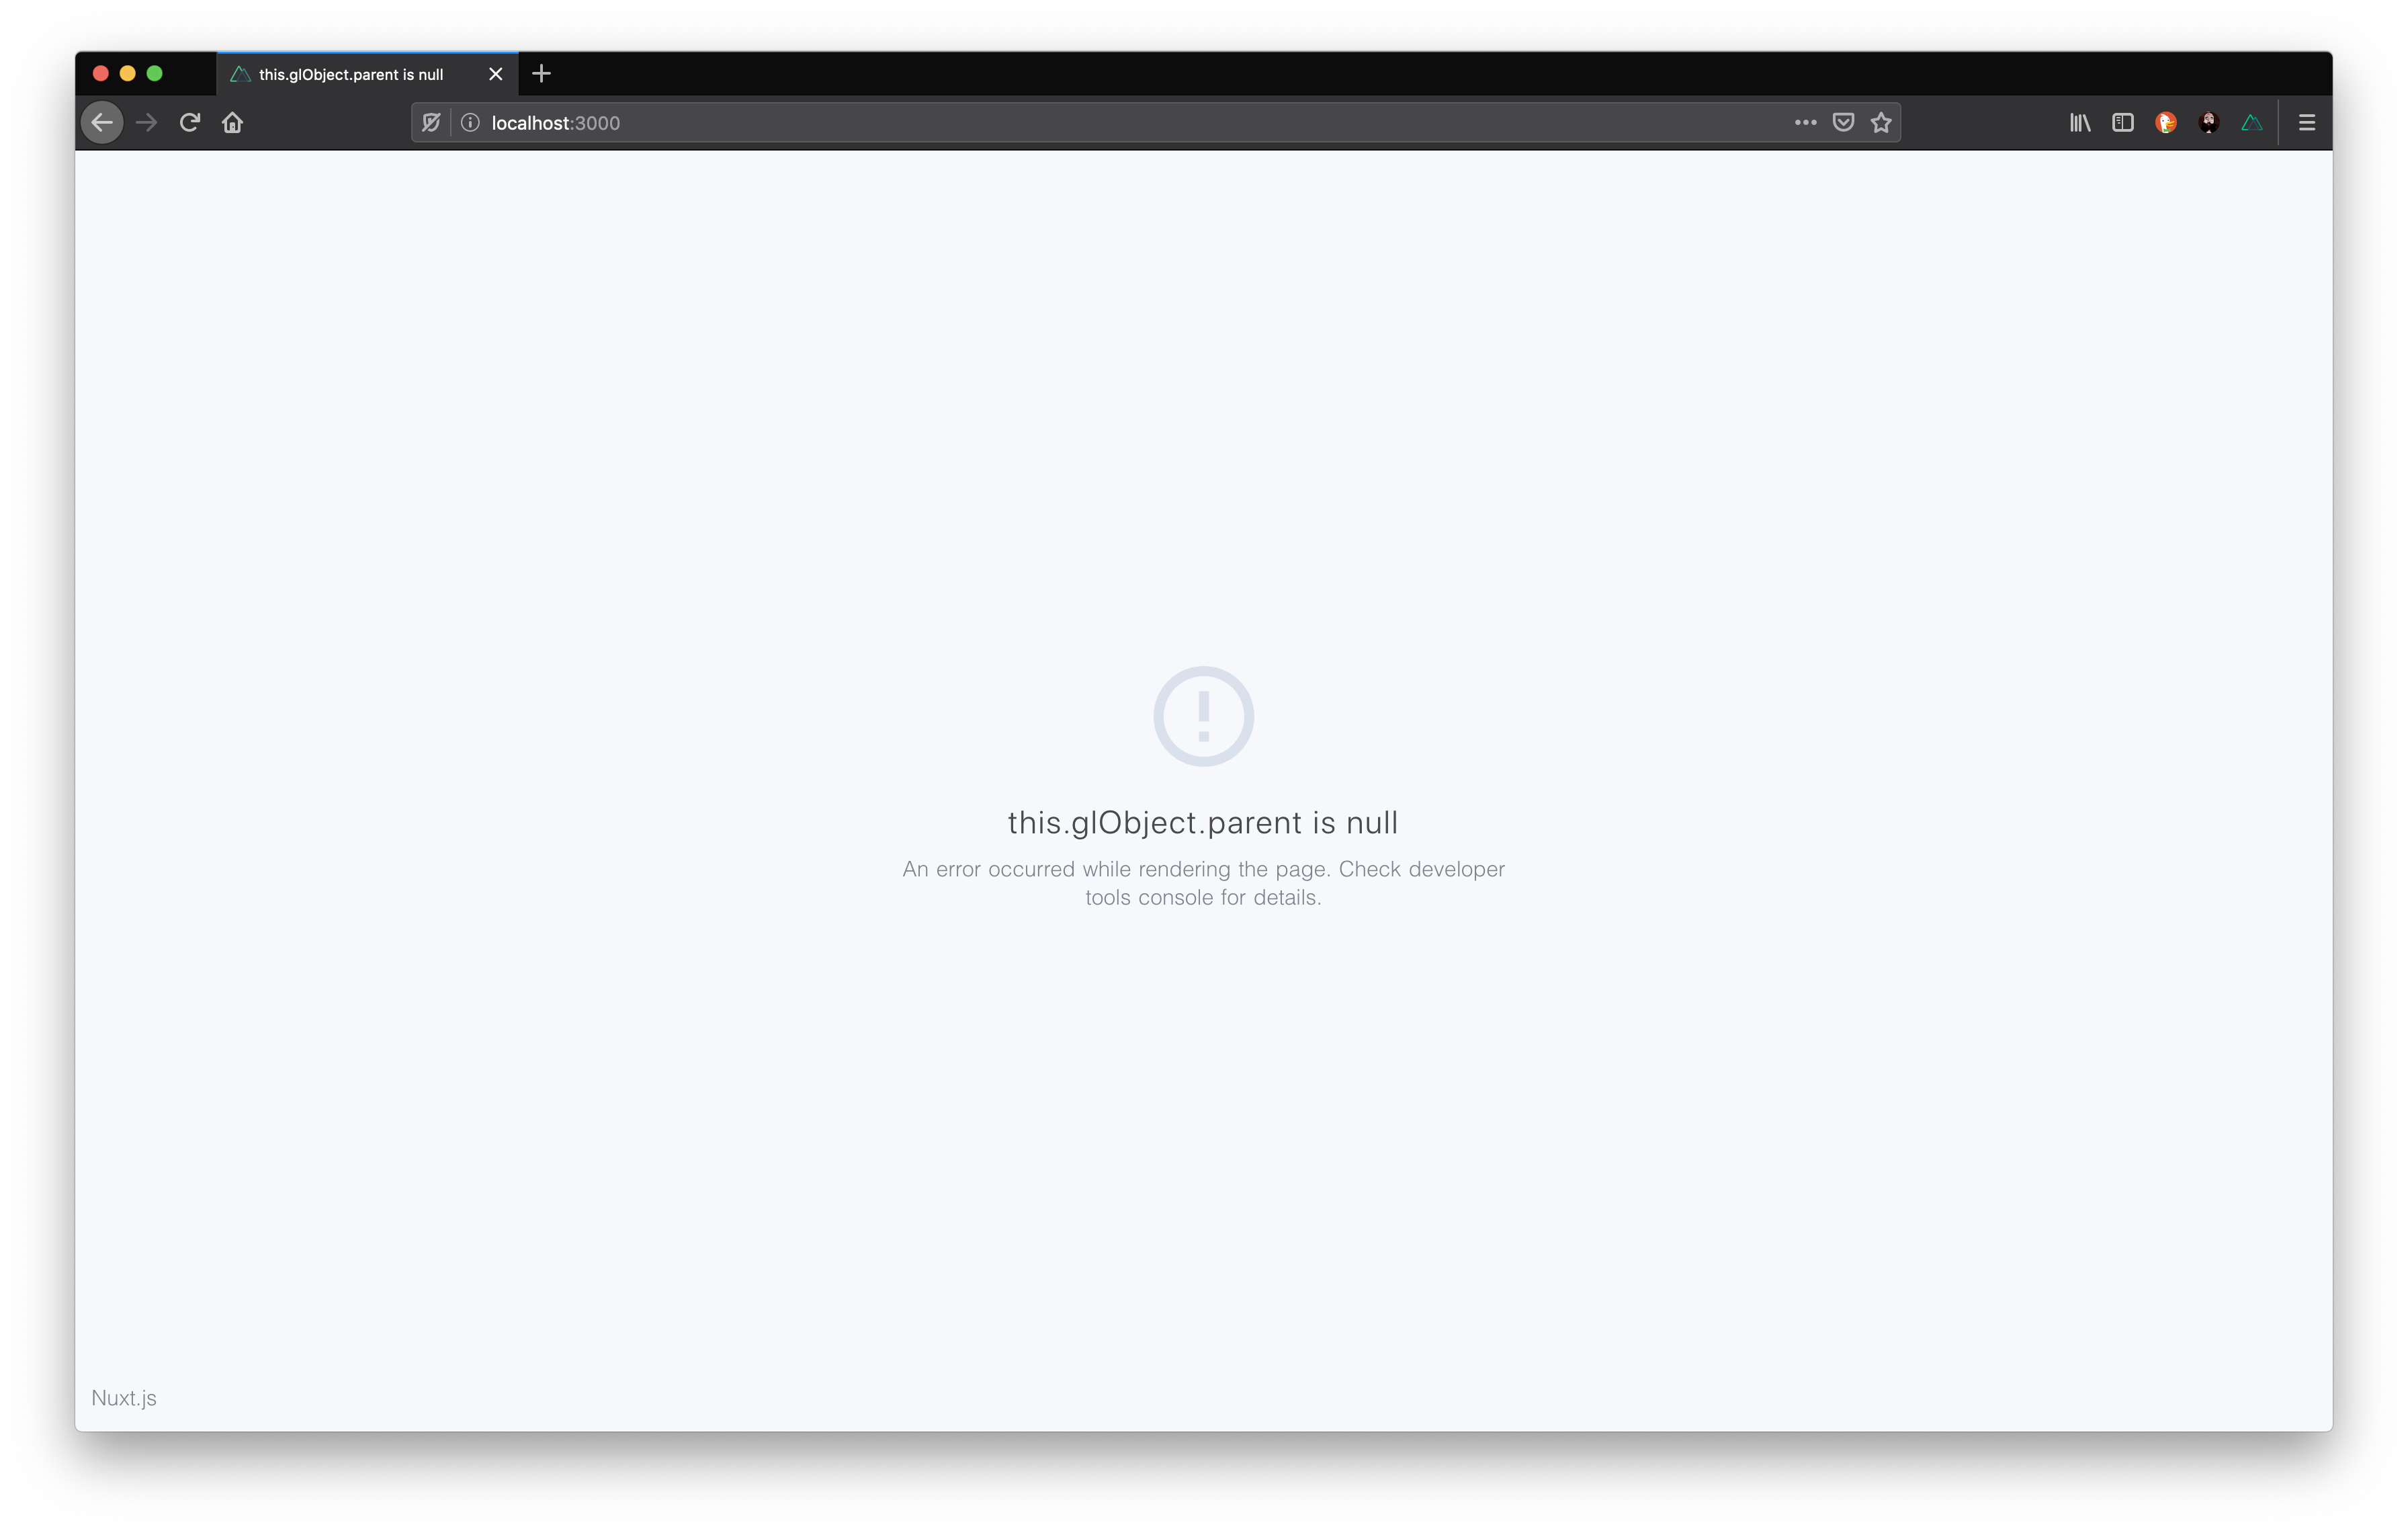 this.glObject.parent is null
localhost:3000
this.glObject.parent is null
An error occurred while rendering the page. Check developer
tools console for details.
Nuxt.js